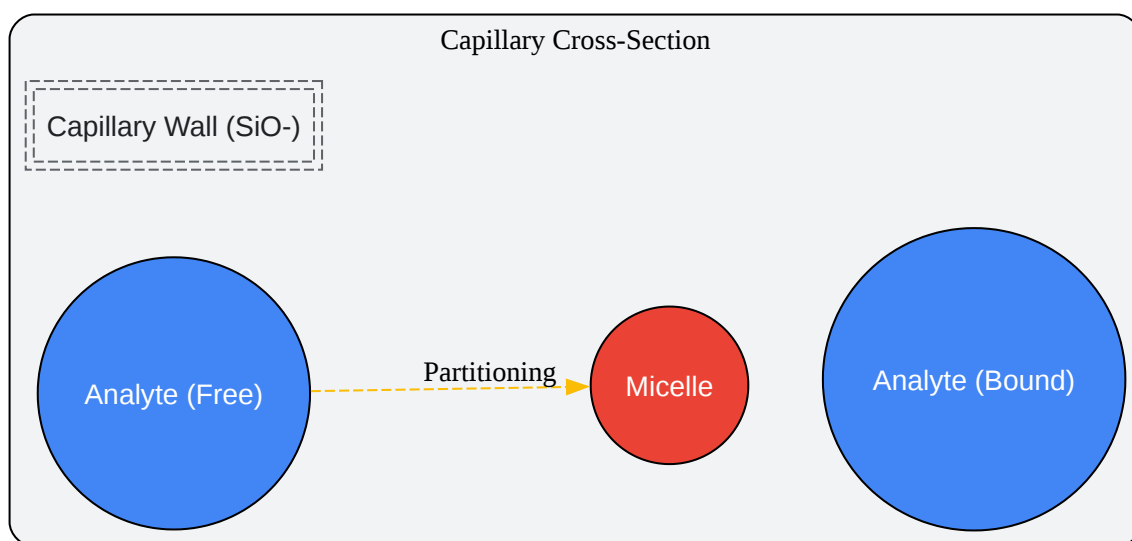 Capillary Cross-Section
Capillary Wall (SiO-)
Analyte (Free)
Partitioning
Micelle
Analyte (Bound)